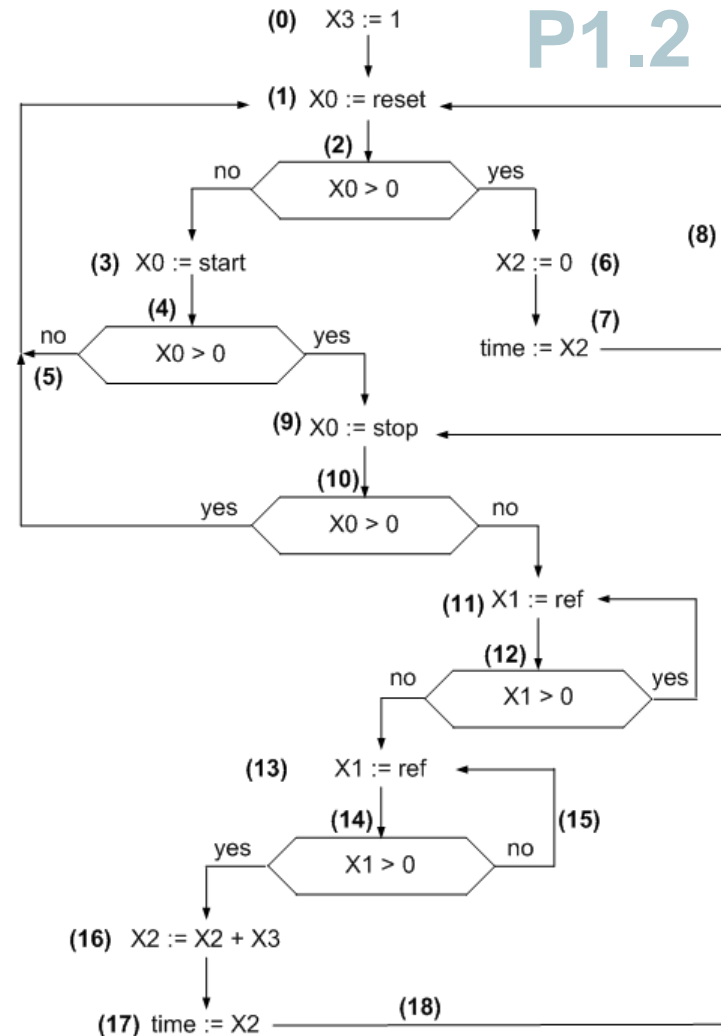 P1.2
(0) X3 := 1
(1) X0 := reset
(2)
no X0 > 0 yes
(8)
(3) X0 := start
X2 := 0 (6)
(4)
(7)
no X0 > 0 yes
time := X2
(5)
(9) X0 := stop
(10)
yes X0 > 0 no
(11) X1 := ref
(12)
no X1 > 0 yes
(13) X1 := ref
(14) (15)
yes X1 > 0 no
(16) X2 := X2 + X3
(18)
(17) time := X2